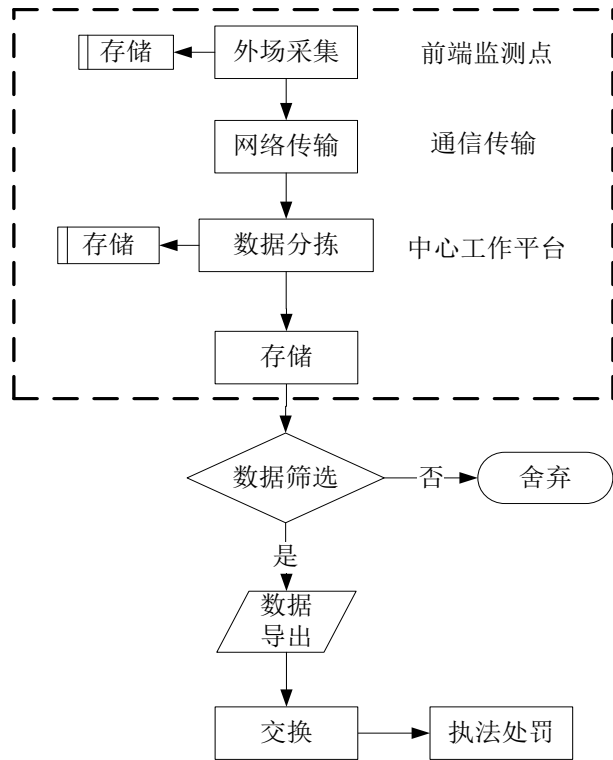 存储
外场采集
前端监测点
网络传输
通信传输
存储
数据分拣
中心工作平台
存储
数据筛选
否
舍弃
是
数据
导出
交换
执法处罚